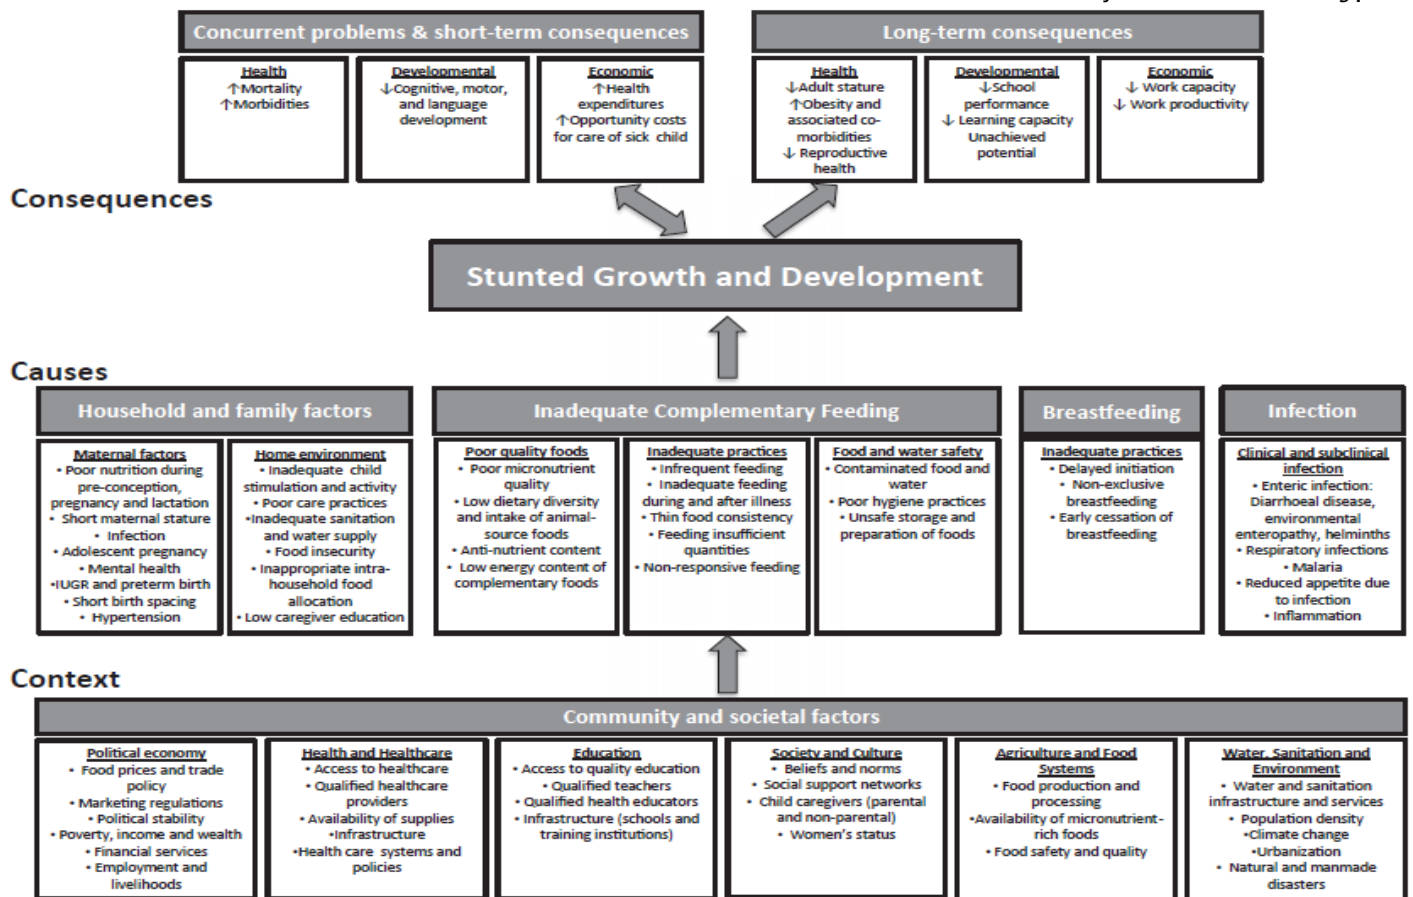 Concurrent problems & short-term consequences
Health
↑Mortality
↑Morbidities
Developmental
↓Cognitive, motor,
and language
development
Economic
↑Health
expenditures
↑Opportunity costs
for care of sick child
Long-term consequences
Health
↓Adult stature
↑Obesity and
associated co-
morbidities
↓ Reproductive
health
Developmental
↓School
performance
↓ Learning capacity
Unachieved
potential
Economic
↓ Work capacity
↓ Work productivity
Consequences
Stunted Growth and Development
Causes
Household and family factors
Maternal factors
• Poor nutrition during
pre-conception,
pregnancy and lactation
• Short maternal stature
• Infection
• Adolescent pregnancy
• Mental health
•IUGR and preterm birth
• Short birth spacing
• Hypertension
Home environment
• Inadequate child
stimulation and activity
• Poor care practices
•Inadequate sanitation
and water supply
• Food insecurity
• Inappropriate intra-
household food
allocation
• Low caregiver education
Inadequate Complementary Feeding
Poor quality foods
• Poor micronutrient
quality
• Low dietary diversity
and intake of animal-
source foods
• Anti-nutrient content
• Low energy content of
complementary foods
Inadequate practices
• Infrequent feeding
• Inadequate feeding
during and after illness
• Thin food consistency
• Feeding insufficient
quantities
• Non-responsive feeding
Food and water safety
• Contaminated food and
water
• Poor hygiene practices
• Unsafe storage and
preparation of foods
Breastfeeding
Inadequate practices
• Delayed initiation
• Non-exclusive
breastfeeding
• Early cessation of
breastfeeding
Infection
Clinical and subclinical
infection
• Enteric infection:
Diarrhoeal disease,
environmental
enteropathy, helminths
• Respiratory infections
• Malaria
• Reduced appetite due
to infection
• Inflammation
Context
Community and societal factors
Political economy
• Food prices and trade
policy
• Marketing regulations
• Political stability
• Poverty, income and wealth
• Financial services
• Employment and
livelihoods
Health and Healthcare
• Access to healthcare
• Qualified healthcare
providers
• Availability of supplies
•Infrastructure
•Health care systems and
policies
Education
• Access to quality education
• Qualified teachers
• Qualified health educators
• Infrastructure (schools and
training institutions)
Society and Culture
• Beliefs and norms
• Social support networks
• Child caregivers (parental
and non-parental)
• Women's status
Agriculture and Food
Systems
• Food production and
processing
•Availability of micronutrient-
rich foods
• Food safety and quality
Water, Sanitation and
Environment
• Water and sanitation
infrastructure and services
• Population density
•Climate change
•Urbanization
• Natural and manmade
disasters